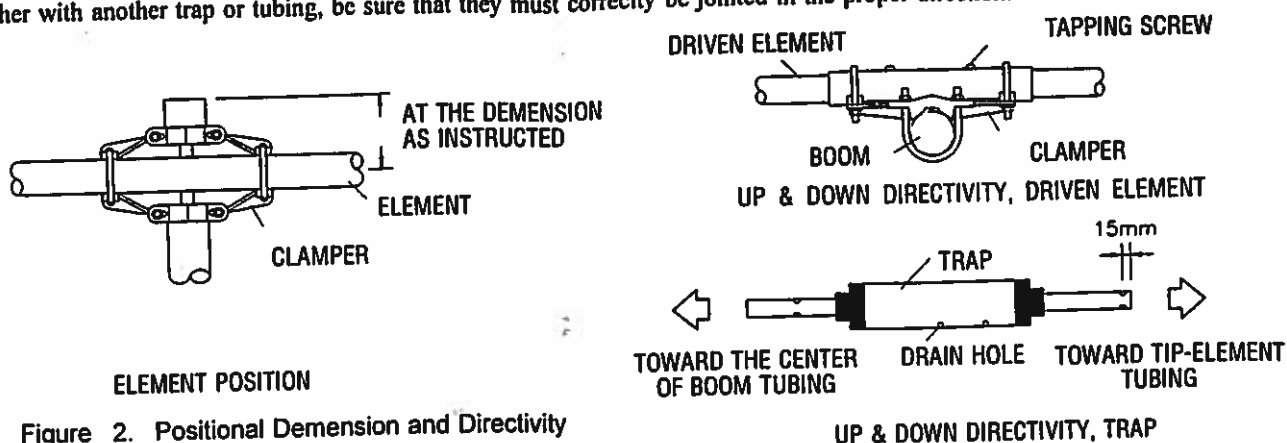 her with another trap or tubing, be sure that they must correctly be jointed in the proper direction.
AT THE DEMENSION
AS INSTRUCTED
ELEMENT
CLAMPER
ELEMENT POSITION
Figure 2. Positional Demension and Directivity
DRIVEN ELEMENT
TAPPING SCREW
BOOM
CLAMPER
UP & DOWN DIRECTIVITY, DRIVEN ELEMENT
15mm
TRAP
TOWARD THE CENTER
OF BOOM TUBING
DRAIN HOLE
TOWARD TIP-ELEMENT
TUBING
UP & DOWN DIRECTIVITY, TRAP